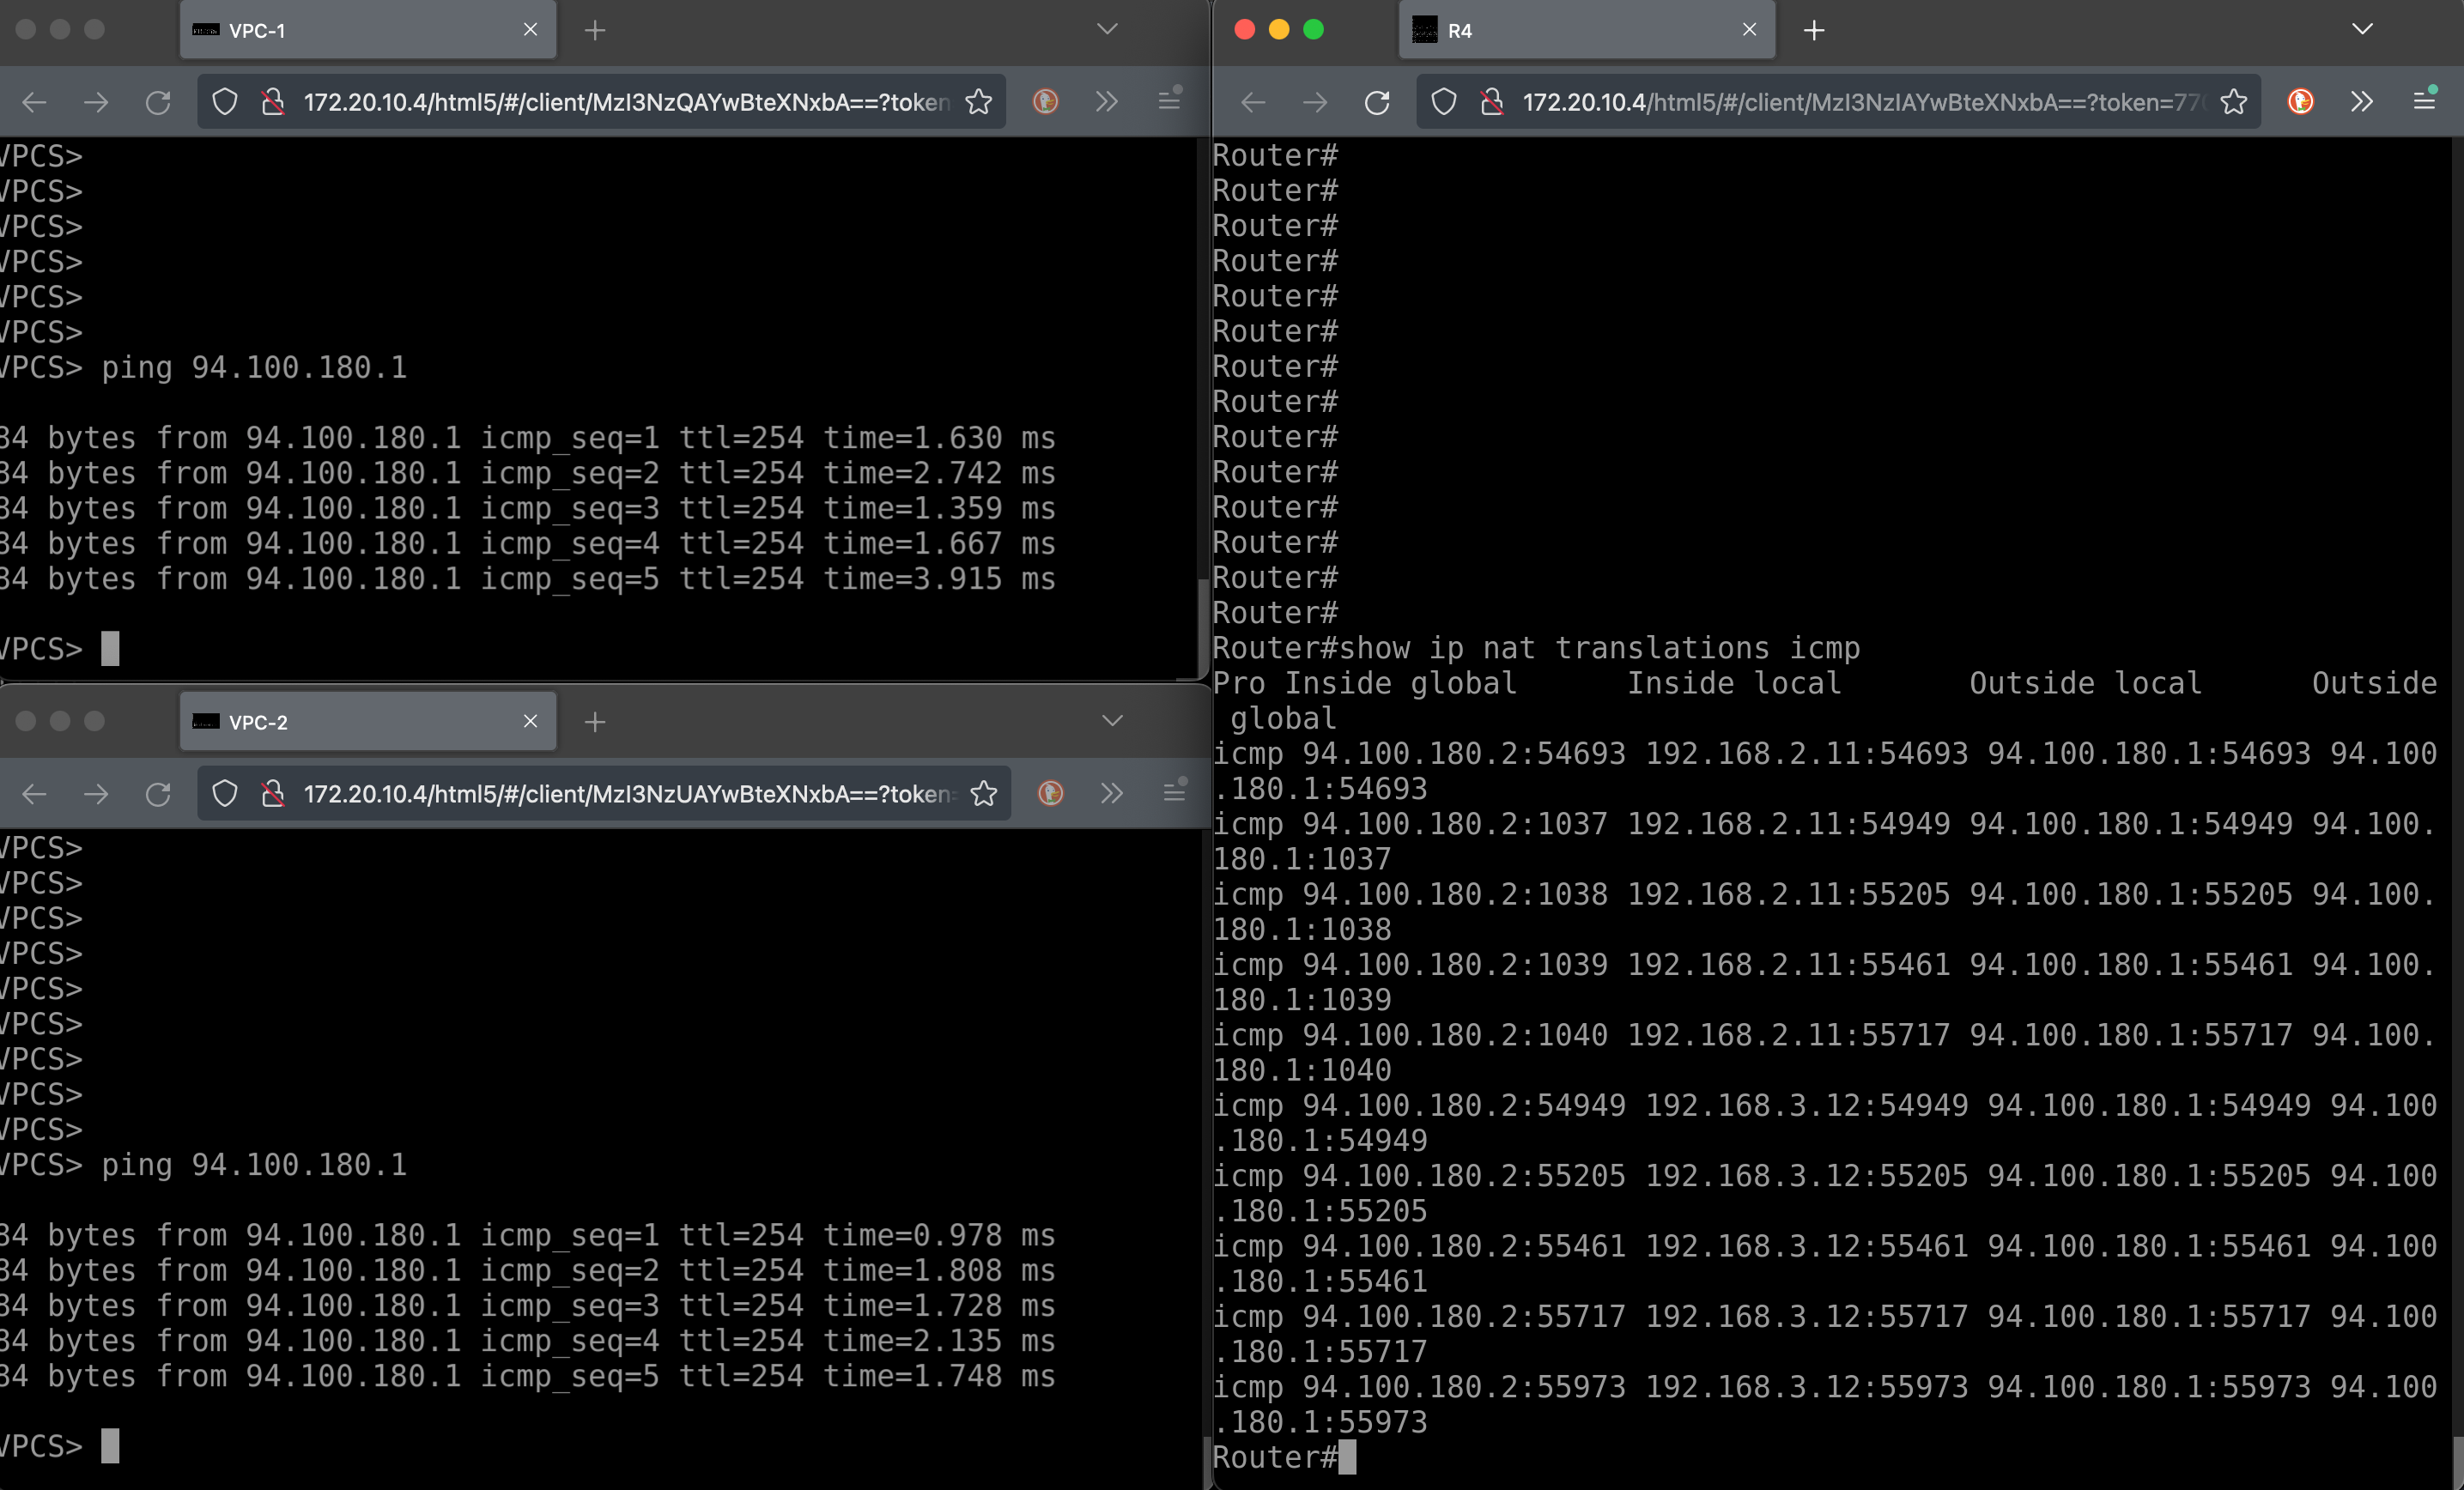 VPC-1
172.20.10.4/html5/#/client/MzI3NzQAYwBteXNxbA==?token
VPCS>
VPCS>
VPCS>
VPCS>
VPCS>
VPCS>
VPCS> ping 94.100.180.1
84 bytes from 94.100.180.1 icmp_seq=1 ttl=254 time=1.630 ms
84 bytes from 94.100.180.1 icmp_seq=2 ttl=254 time=2.742 ms
84 bytes from 94.100.180.1 icmp_seq=3 ttl=254 time=1.359 ms
84 bytes from 94.100.180.1 icmp_seq=4 ttl=254 time=1.667 ms
84 bytes from 94.100.180.1 icmp_seq=5 ttl=254 time=3.915 ms
VPCS>
VPC-2
172.20.10.4/html5/#/client/MzI3NzUAYwBteXNxbA==?token=
VPCS>
VPCS>
VPCS>
VPCS>
VPCS>
VPCS>
VPCS>
VPCS>
VPCS>
VPCS> ping 94.100.180.1
84 bytes from 94.100.180.1 icmp_seq=1 ttl=254 time=0.978 ms
84 bytes from 94.100.180.1 icmp_seq=2 ttl=254 time=1.808 ms
84 bytes from 94.100.180.1 icmp_seq=3 ttl=254 time=1.728 ms
84 bytes from 94.100.180.1 icmp_seq=4 ttl=254 time=2.135 ms
84 bytes from 94.100.180.1 icmp_seq=5 ttl=254 time=1.748 ms
VPCS>
R4
172.20.10.4/html5/#/client/MzI3NzIAYwBteXNxbA==?token=770
Router#
Router#
Router#
Router#
Router#
Router#
Router#
Router#
Router#
Router#
Router#
Router#
Router#
Router#
Router#show ip nat translations icmp
Pro Inside global      Inside local       Outside local      Outside
 global
icmp 94.100.180.2:54693 192.168.2.11:54693 94.100.180.1:54693 94.100
.180.1:54693
icmp 94.100.180.2:1037 192.168.2.11:54949 94.100.180.1:54949 94.100.
180.1:1037
icmp 94.100.180.2:1038 192.168.2.11:55205 94.100.180.1:55205 94.100.
180.1:1038
icmp 94.100.180.2:1039 192.168.2.11:55461 94.100.180.1:55461 94.100.
180.1:1039
icmp 94.100.180.2:1040 192.168.2.11:55717 94.100.180.1:55717 94.100.
180.1:1040
icmp 94.100.180.2:54949 192.168.3.12:54949 94.100.180.1:54949 94.100
.180.1:54949
icmp 94.100.180.2:55205 192.168.3.12:55205 94.100.180.1:55205 94.100
.180.1:55205
icmp 94.100.180.2:55461 192.168.3.12:55461 94.100.180.1:55461 94.100
.180.1:55461
icmp 94.100.180.2:55717 192.168.3.12:55717 94.100.180.1:55717 94.100
.180.1:55717
icmp 94.100.180.2:55973 192.168.3.12:55973 94.100.180.1:55973 94.100
.180.1:55973
Router#